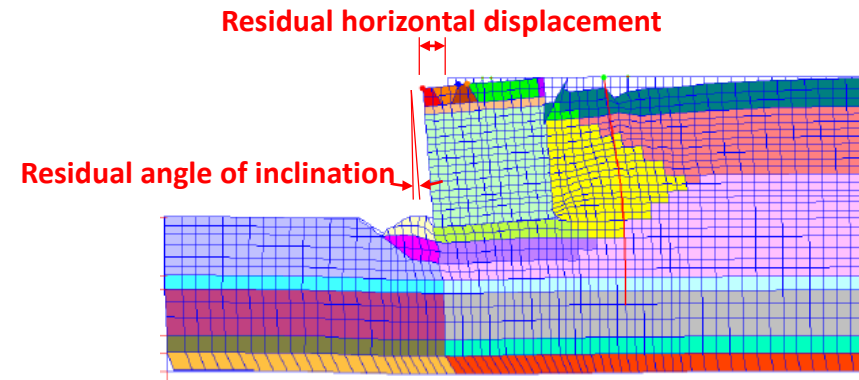 Residual horizontal displacement
Residual angle of inclination